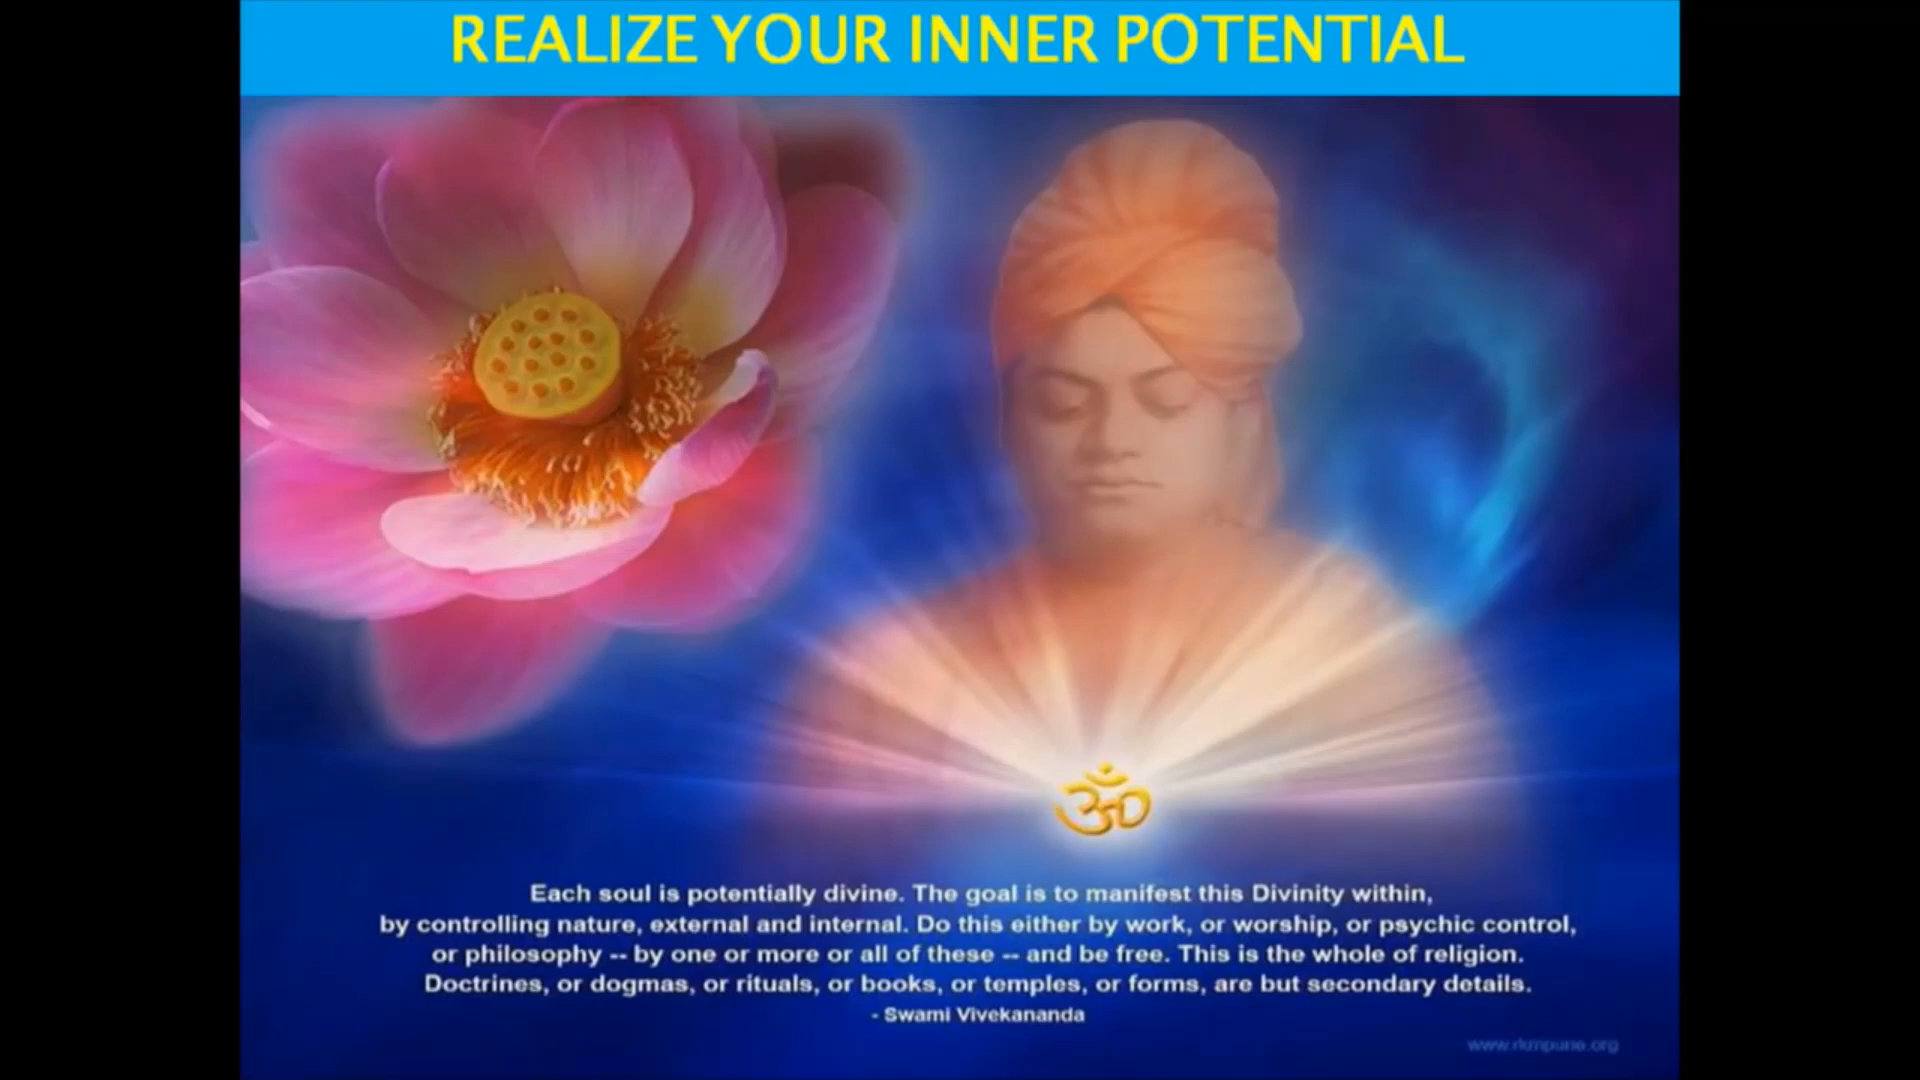 REALIZE YOUR INNER POTENTIAL
ॐ
Each soul is potentially divine. The goal is to manifest this Divinity within,
by controlling nature, external and internal. Do this either by work, or worship, or psychic control,
or philosophy -- by one or more or all of these -- and be free. This is the whole of religion.
Doctrines, or dogmas, or rituals, or books, or temples, or forms, are but secondary details.
- Swami Vivekananda
www.rkmpune.org